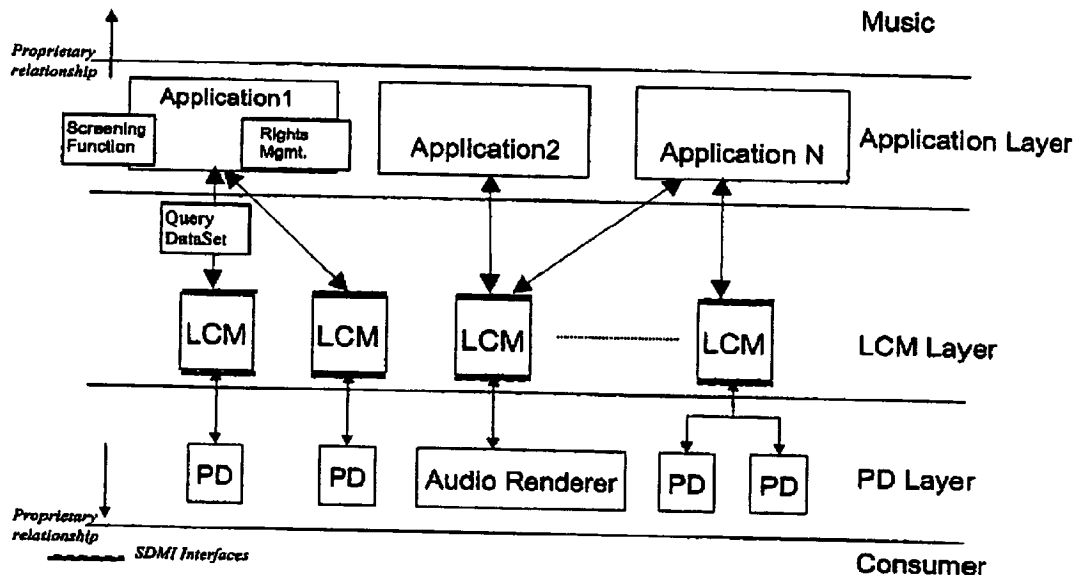 Music
Proprietary
relationship
Application1
Screening
Function
Rights
Mgmt.
Application2
Application N
Application Layer
Query
DataSet
LCM
LCM
LCM
LCM
LCM Layer
PD
PD
Audio Renderer
PD
PD
PD Layer
Proprietary
relationship
SDMI Interfaces
Consumer